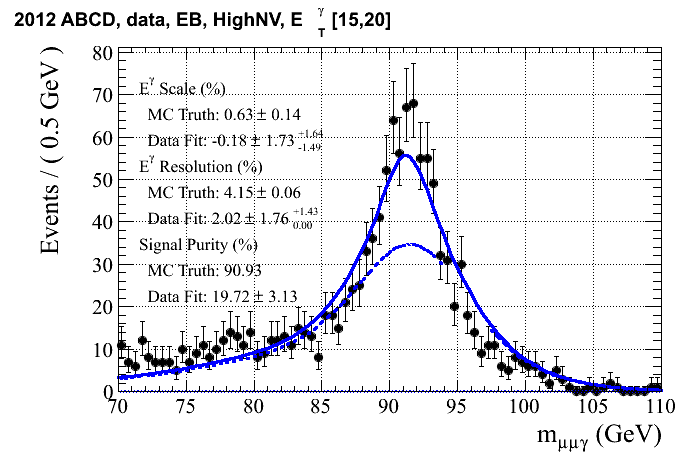 2012 ABCD, data, EB, HighNV, E^γ_T [15,20]
Events / ( 0.5 GeV )
80
70
60
50
40
30
20
10
0
E^γ Scale (%)
MC Truth: 0.63 ± 0.14
Data Fit: -0.18 ± 1.73 +1.64 -1.49
E^γ Resolution (%)
MC Truth: 4.15 ± 0.06
Data Fit: 2.02 ± 1.76 +1.43 0.00
Signal Purity (%)
MC Truth: 90.93
Data Fit: 19.72 ± 3.13
70 75 80 85 90 95 100 105 110
m_μμγ (GeV)